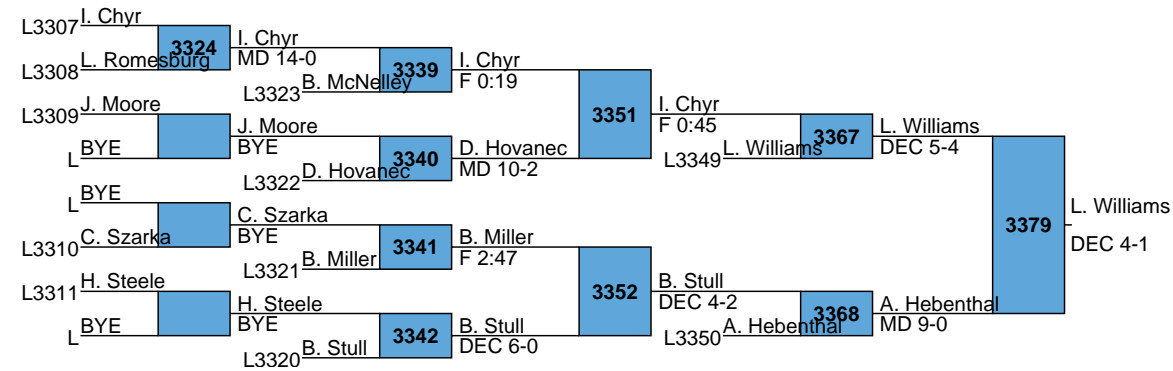 L3307 I. Chyr
3324
L3308 L. Romesburg
I. Chyr
MD 14-0
3339
L3323 B. McNelley
I. Chyr
F 0:19
L3309 J. Moore
L BYE
J. Moore
BYE
3340
L3322 D. Hovanec
D. Hovanec
MD 10-2
3351
I. Chyr
F 0:45
3367
L3349 L. Williams
L. Williams
DEC 5-4
L BYE
L3310 C. Szarka
C. Szarka
BYE
3341
L3321 B. Miller
B. Miller
F 2:47
L3311 H. Steele
L BYE
H. Steele
BYE
3342
L3320 B. Stull
B. Stull
DEC 6-0
3352
B. Stull
DEC 4-2
3368
L3350 A. Hebenthal
A. Hebenthal
MD 9-0
3379
L. Williams
DEC 4-1